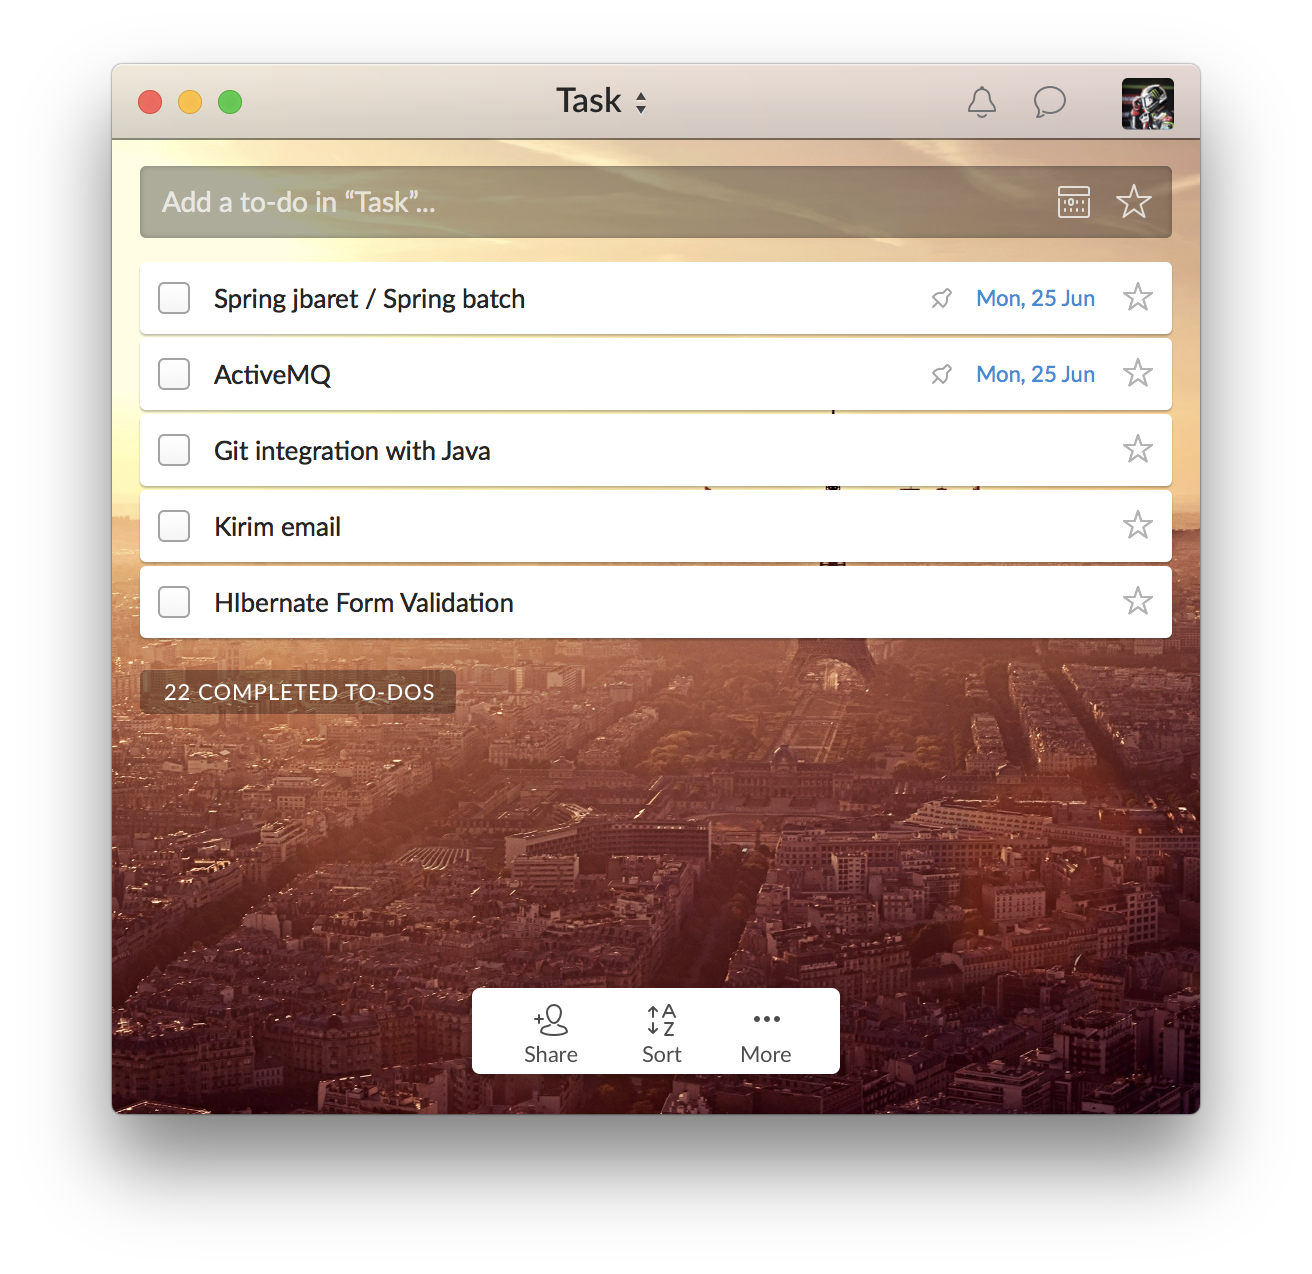 Task
Add a to-do in “Task”...
Spring jbaret / Spring batch Mon, 25 Jun
ActiveMQ Mon, 25 Jun
Git integration with Java
Kirim email
HIbernate Form Validation
22 COMPLETED TO-DOS
Share Sort More